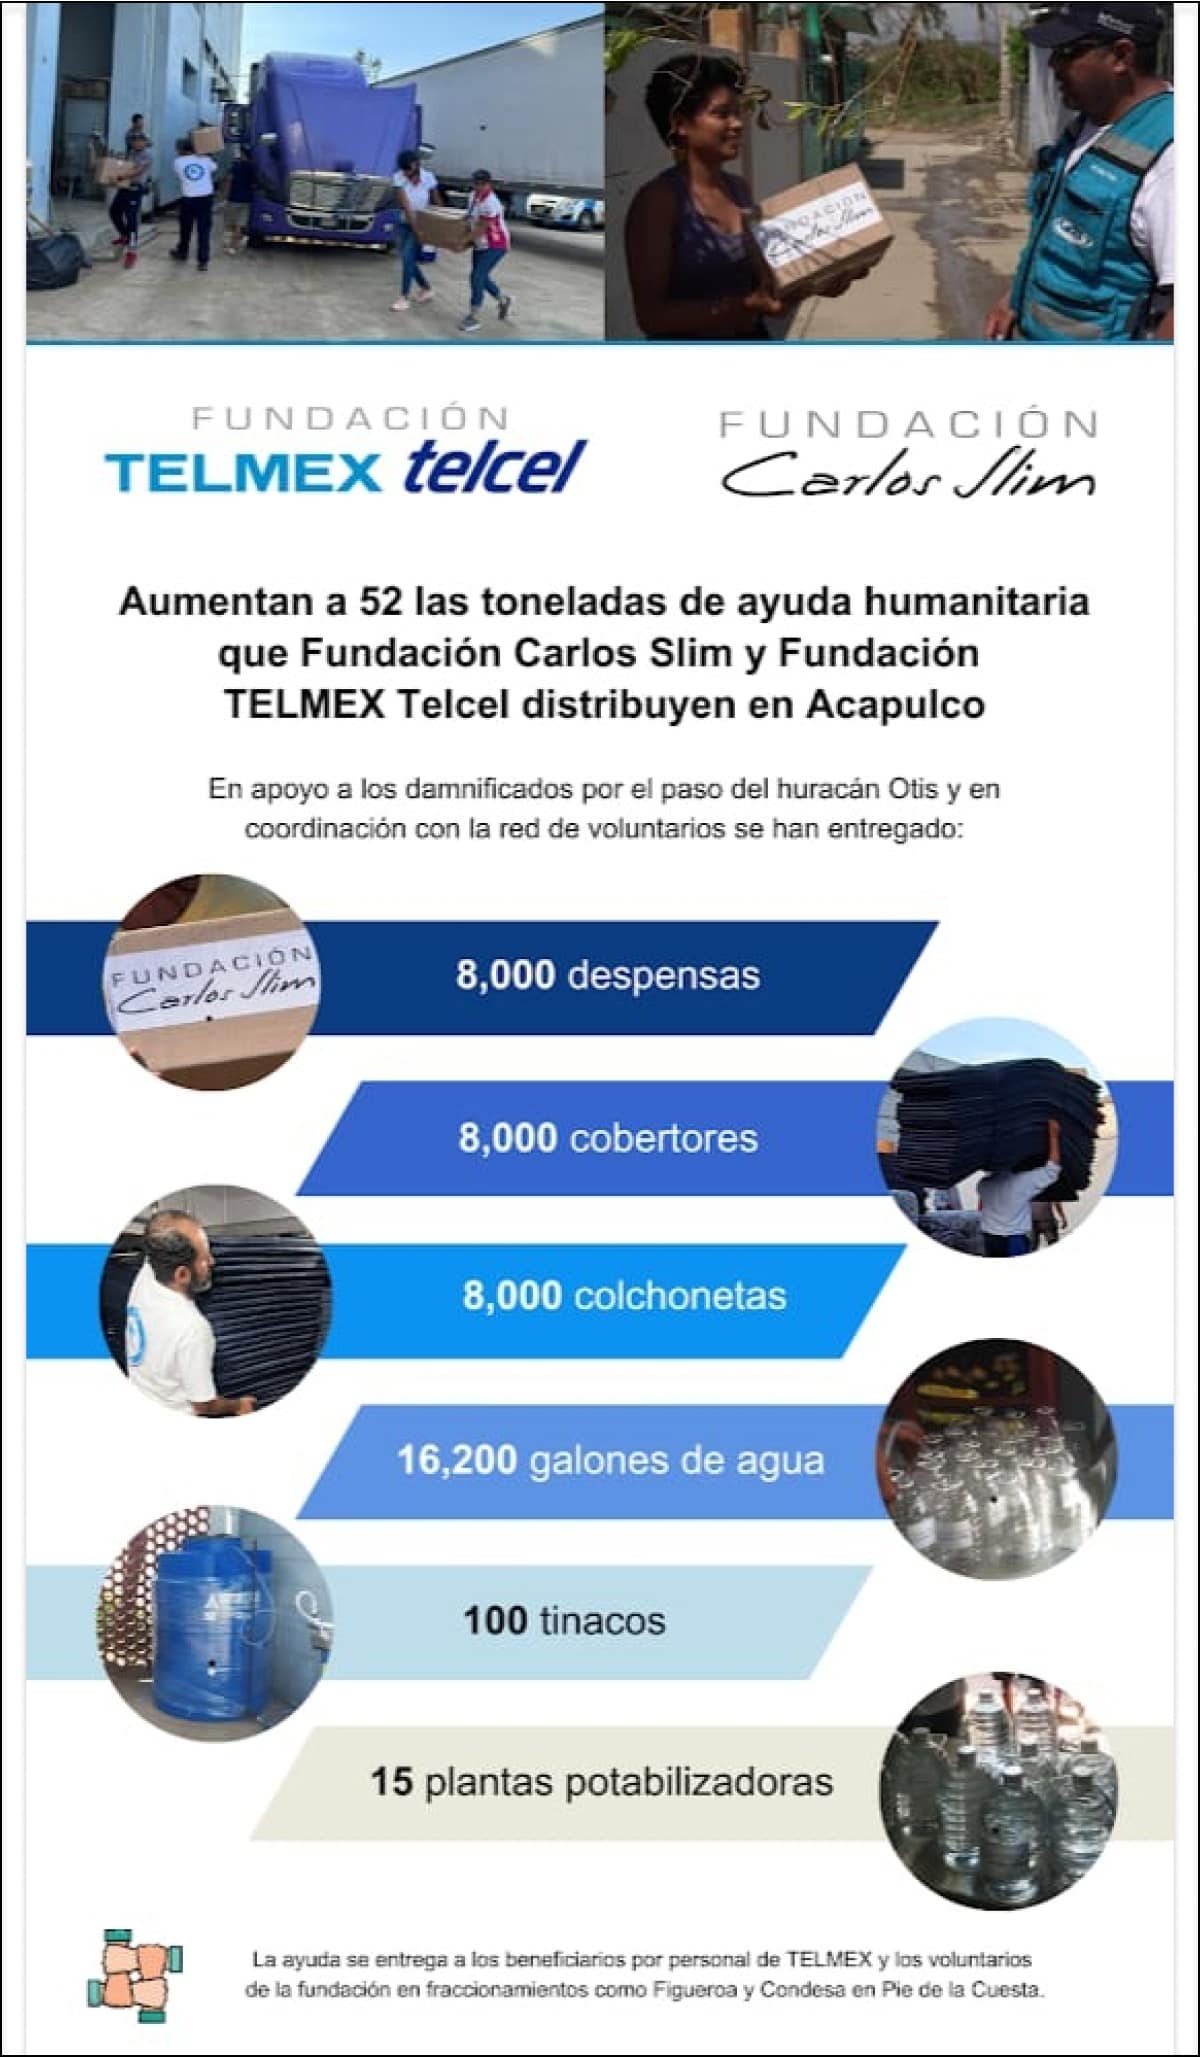 FUNDACIÓN
Carlos Slim
FUNDACIÓN
TELMEX telcel
FUNDACIÓN
Carlos Slim
Aumentan a 52 las toneladas de ayuda humanitaria
que Fundación Carlos Slim y Fundación
TELMEX Telcel distribuyen en Acapulco
En apoyo a los damnificados por el paso del huracán Otis y en
coordinación con la red de voluntarios se han entregado:
FUNDACIÓN
Carlos Slim
8,000 despensas
8,000 cobertores
8,000 colchonetas
16,200 galones de agua
100 tinacos
15 plantas potabilizadoras
La ayuda se entrega a los beneficiarios por personal de TELMEX y los voluntarios
de la fundación en fraccionamientos como Figueroa y Condesa en Pie de la Cuesta.